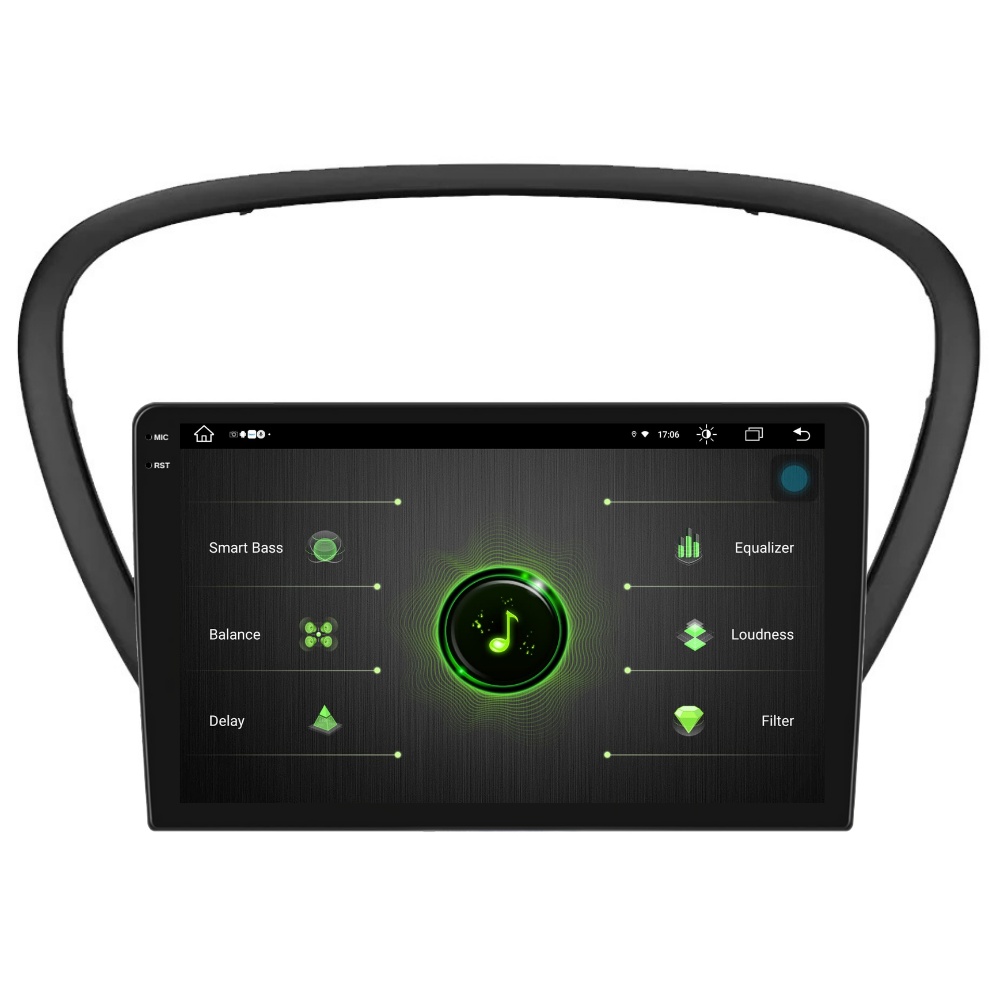 MIC
17:06
RST
Smart Bass
Equalizer
Balance
Loudness
Delay
Filter